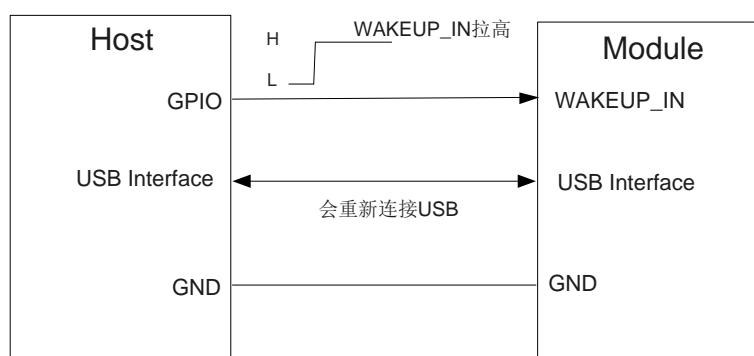 Host
H
WAKEUP_IN拉高
Module
L
GPIO
WAKEUP_IN
USB Interface
USB Interface
会重新连接USB
GND
GND